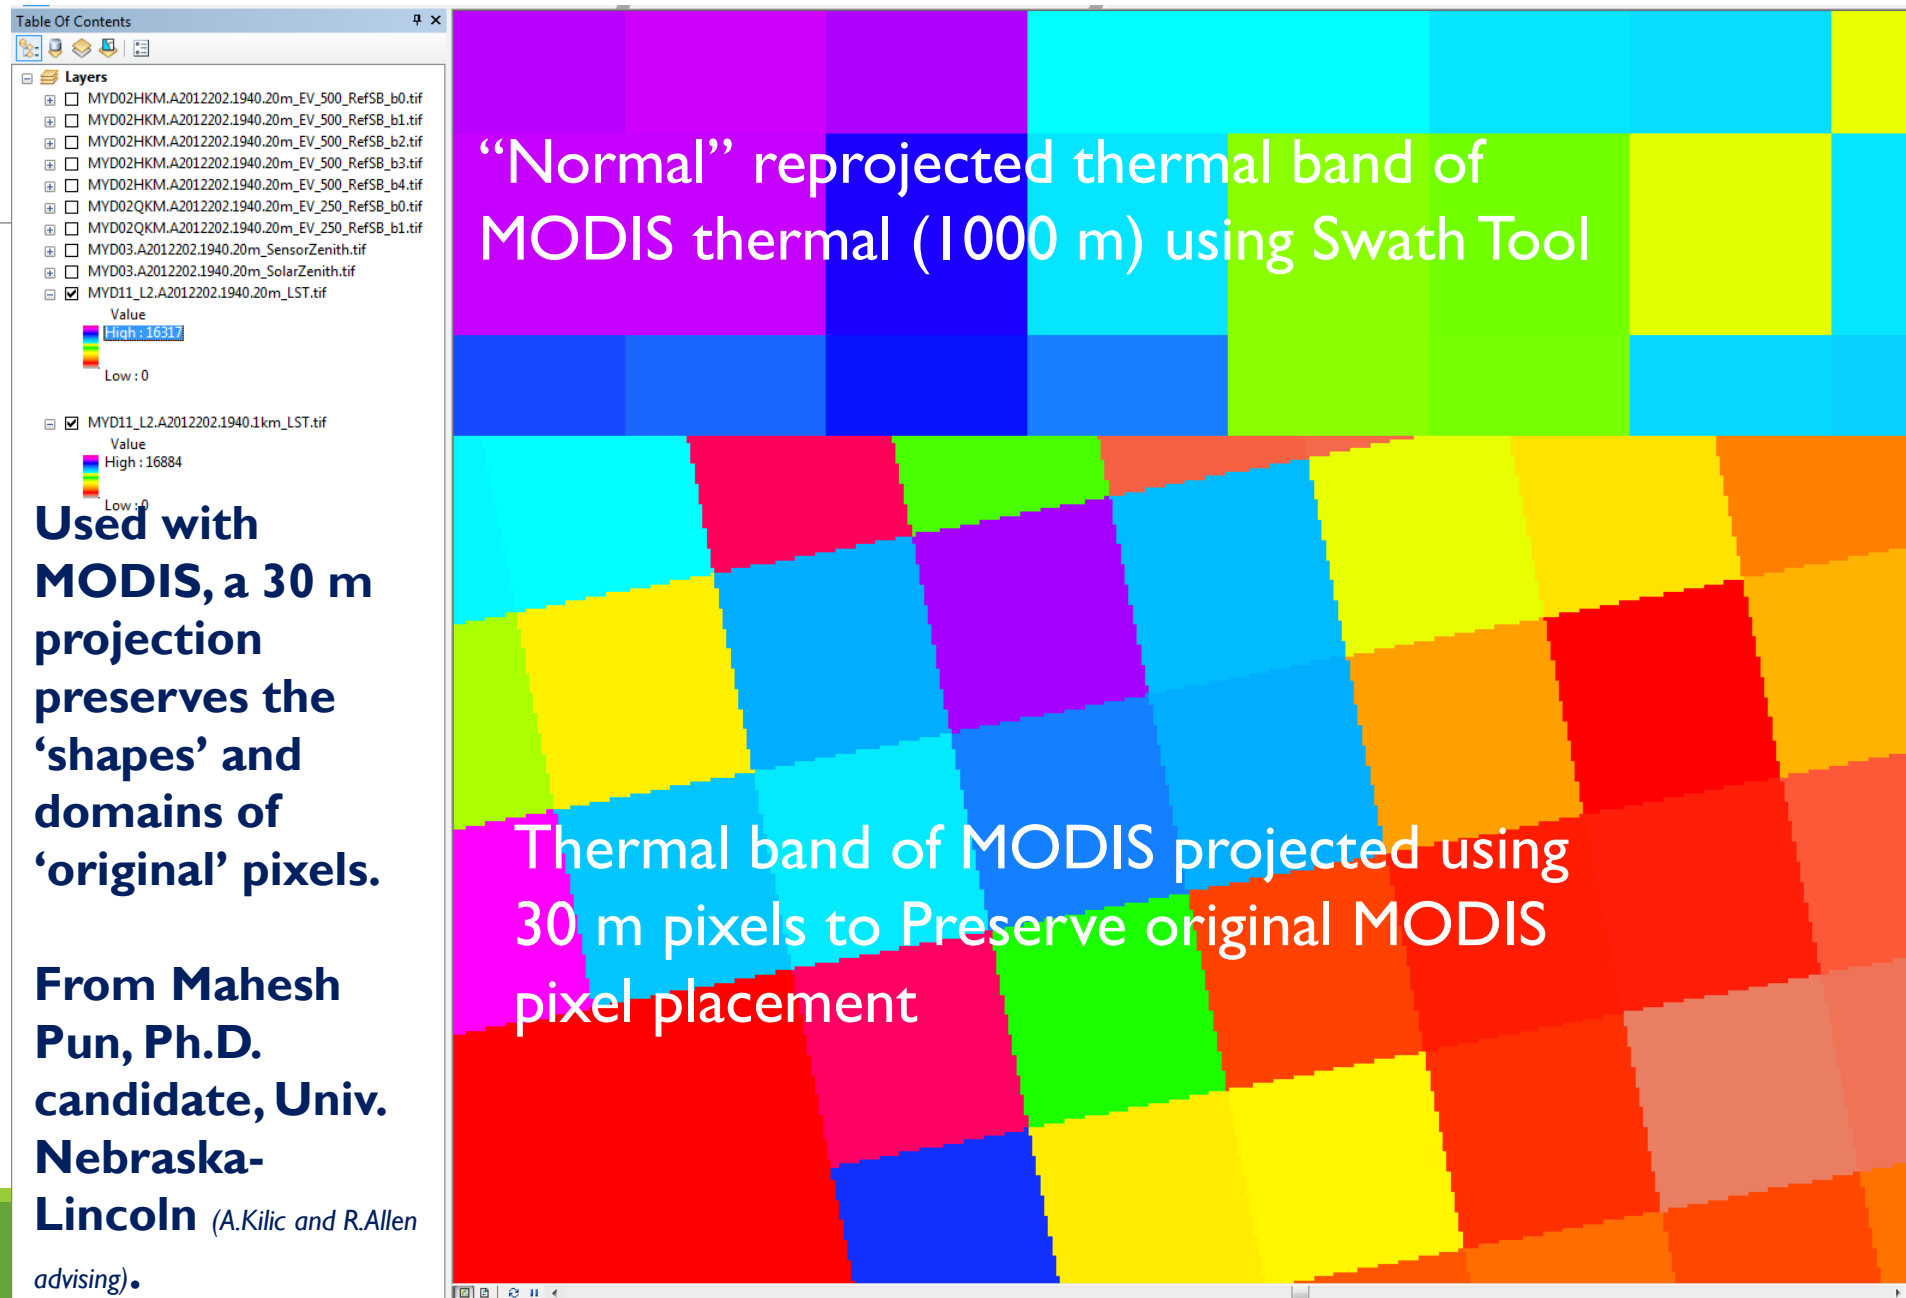 Table Of Contents
Layers
MYD02HKM.A2012202.1940.20m_EV_500_RefSB_b0.tif
MYD02HKM.A2012202.1940.20m_EV_500_RefSB_b1.tif
MYD02HKM.A2012202.1940.20m_EV_500_RefSB_b2.tif
MYD02HKM.A2012202.1940.20m_EV_500_RefSB_b3.tif
MYD02HKM.A2012202.1940.20m_EV_500_RefSB_b4.tif
MYD02QKM.A2012202.1940.20m_EV_250_RefSB_b0.tif
MYD02QKM.A2012202.1940.20m_EV_250_RefSB_b1.tif
MYD03.A2012202.1940.20m_SensorZenith.tif
MYD03.A2012202.1940.20m_SolarZenith.tif
MYD11_L2.A2012202.1940.20m_LST.tif
Value
High : 16317
Low : 0
MYD11_L2.A2012202.1940.1km_LST.tif
Value
High : 16884
Low : 0
Used with
MODIS, a 30 m
projection
preserves the
‘shapes’ and
domains of
‘original’ pixels.
From Mahesh
Pun, Ph.D.
candidate, Univ.
Nebraska-
Lincoln (A.Kilic and R.Allen
advising).
“Normal” reprojected thermal band of
MODIS thermal (1000 m) using Swath Tool
Thermal band of MODIS projected using
30 m pixels to Preserve original MODIS
pixel placement